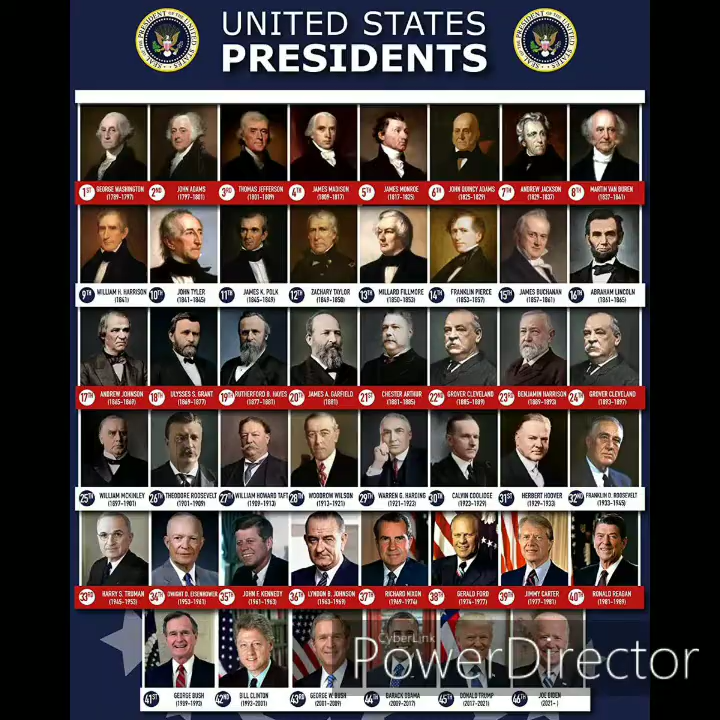 UNITED STATES
PRESIDENTS
1ST GEORGE WASHINGTON (1789-1797)
2ND JOHN ADAMS (1797-1801)
3RD THOMAS JEFFERSON (1801-1809)
4TH JAMES MADISON (1809-1817)
5TH JAMES MONROE (1817-1825)
6TH JOHN QUINCY ADAMS (1825-1829)
7TH ANDREW JACKSON (1829-1837)
8TH MARTIN VAN BUREN (1837-1841)
9TH WILLIAM H. HARRISON (1841)
10TH JOHN TYLER (1841-1845)
11TH JAMES K. POLK (1845-1849)
12TH ZACHARY TAYLOR (1849-1850)
13TH MILLARD FILLMORE (1850-1853)
14TH FRANKLIN PIERCE (1853-1857)
15TH JAMES BUCHANAN (1857-1861)
16TH ABRAHAM LINCOLN (1861-1865)
17TH ANDREW JOHNSON (1865-1869)
18TH ULYSSES S. GRANT (1869-1877)
19TH RUTHERFORD B. HAYES (1877-1881)
20TH JAMES A. GARFIELD (1881)
21ST CHESTER ARTHUR (1881-1885)
22ND GROVER CLEVELAND (1885-1889)
23RD BENJAMIN HARRISON (1889-1893)
24TH GROVER CLEVELAND (1893-1897)
25TH WILLIAM MCKINLEY (1897-1901)
26TH THEODORE ROOSEVELT (1901-1909)
27TH WILLIAM HOWARD TAFT (1909-1913)
28TH WOODROW WILSON (1913-1921)
29TH WARREN G. HARDING (1921-1923)
30TH CALVIN COOLIDGE (1923-1929)
31ST HERBERT HOOVER (1929-1933)
32ND FRANKLIN D. ROOSEVELT (1933-1945)
33RD HARRY S. TRUMAN (1945-1953)
34TH DWIGHT D. EISENHOWER (1953-1961)
35TH JOHN F. KENNEDY (1961-1963)
36TH LYNDON B. JOHNSON (1963-1969)
37TH RICHARD NIXON (1969-1974)
38TH GERALD FORD (1974-1977)
39TH JIMMY CARTER (1977-1981)
40TH RONALD REAGAN (1981-1989)
CyberLink
PowerDirector
41ST GEORGE BUSH (1989-1993)
42ND BILL CLINTON (1993-2001)
43RD GEORGE W. BUSH (2001-2009)
44TH BARACK OBAMA (2009-2017)
45TH DONALD TRUMP (2017-2021)
46TH JOE BIDEN (2021- )